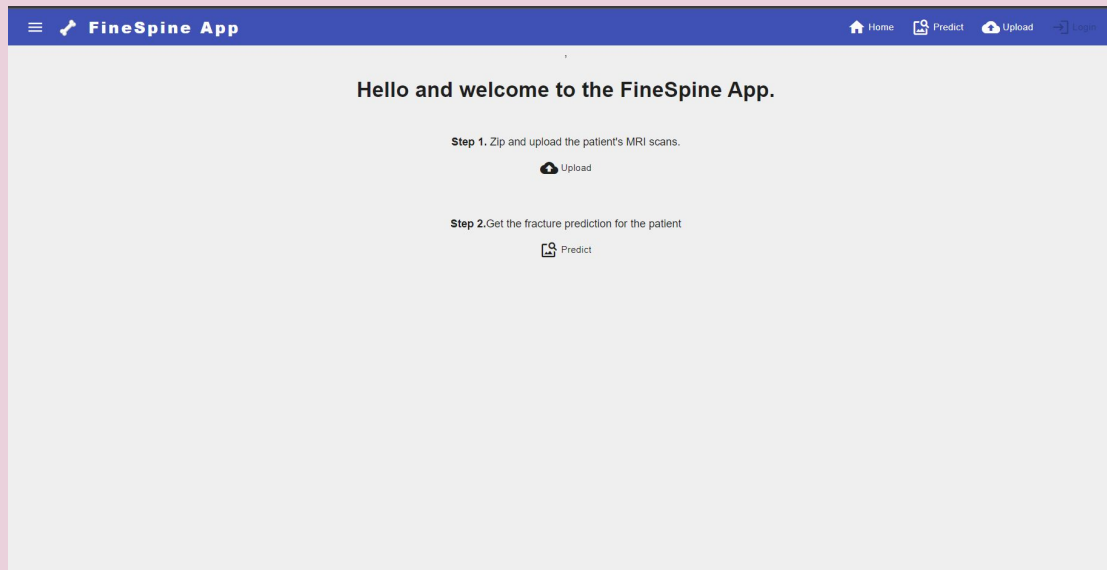 FineSpine App Home Predict Upload Login
,
Hello and welcome to the FineSpine App.
Step 1. Zip and upload the patient's MRI scans.
Upload
Step 2.Get the fracture prediction for the patient
Predict